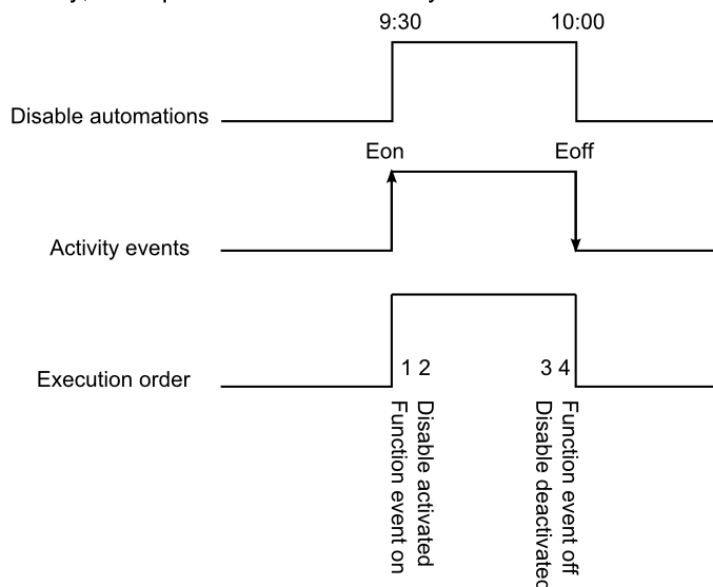 9:30 10:00
Disable automations
Eon Eoff
Activity events
Execution order
1 2 3 4
Function event on
Disable activated
Disable deactivated
Function event off